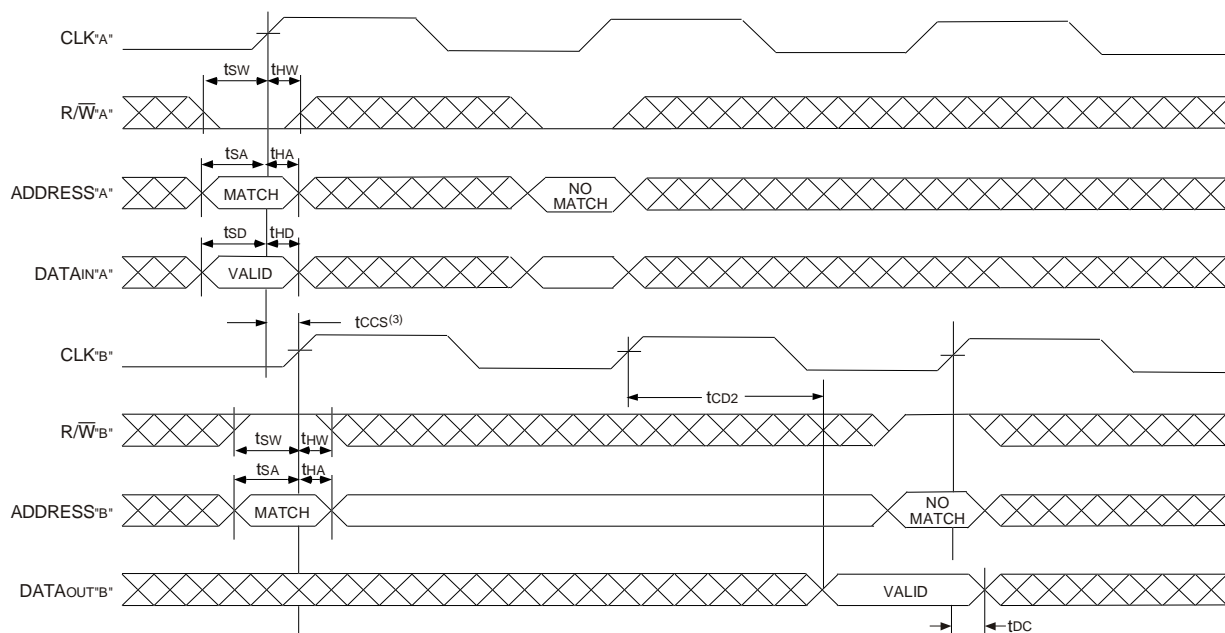 CLK"A"
tSW tHW
R/W̅"A"
tSA tHA
ADDRESS"A" MATCH NO MATCH
tSD tHD
DATAIN"A" VALID
tCCS(3)
CLK"B"
tCD2
R/W̅"B"
tSW tHW
tSA tHA
ADDRESS"B" MATCH NO MATCH
DATAOUT"B" VALID
tDC